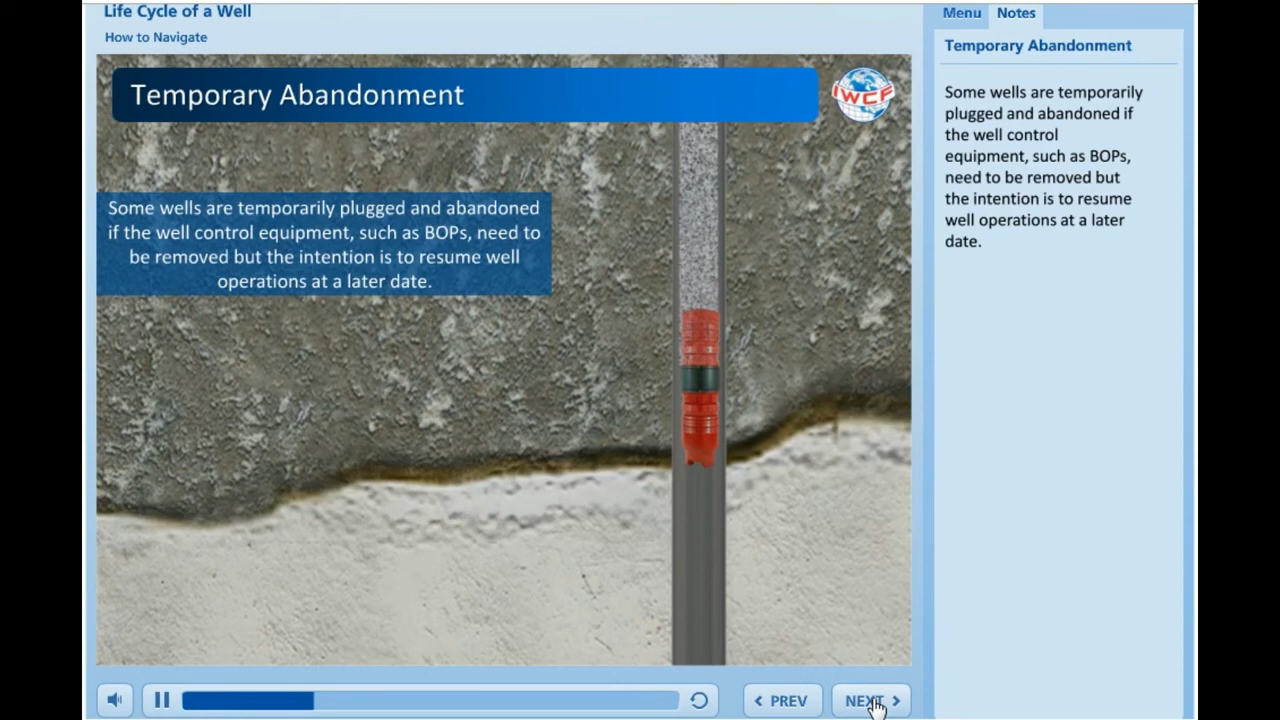 Life Cycle of a Well
How to Navigate
Temporary Abandonment
IWCF
Some wells are temporarily plugged and abandoned
if the well control equipment, such as BOPs, need to
be removed but the intention is to resume well
operations at a later date.
Menu
Notes
Temporary Abandonment
Some wells are temporarily
plugged and abandoned if
the well control
equipment, such as BOPs,
need to be removed but
the intention is to resume
well operations at a later
date.
PREV
NEXT